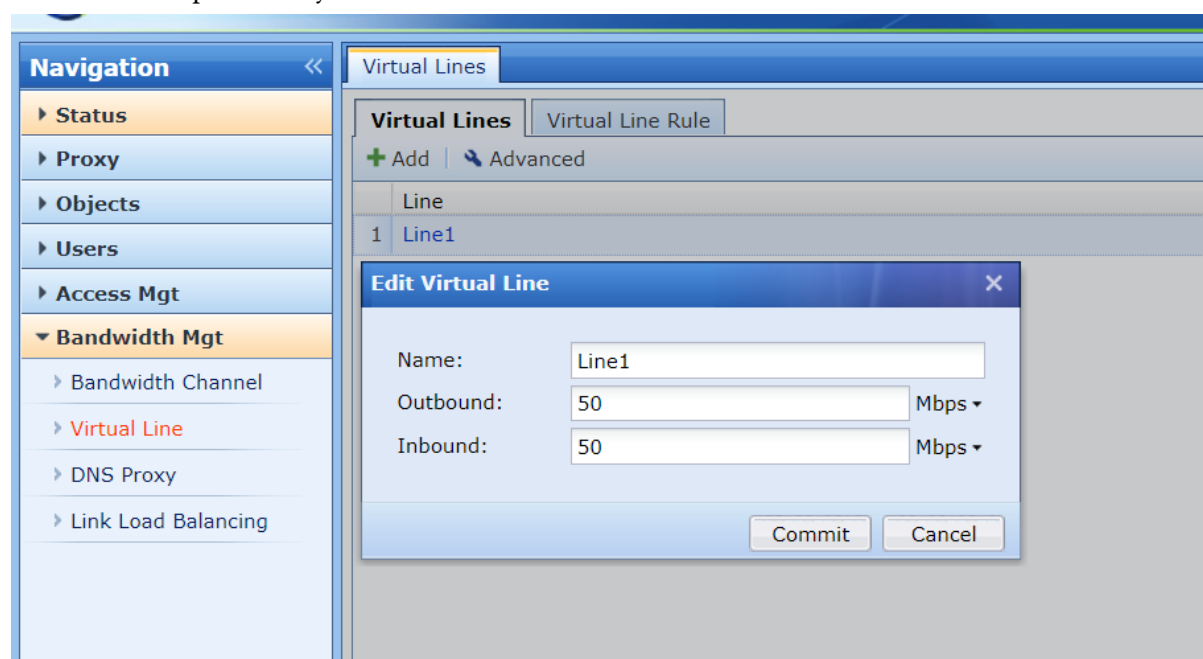 Navigation
Status
Proxy
Objects
Users
Access Mgt
Bandwidth Mgt
Bandwidth Channel
Virtual Line
DNS Proxy
Link Load Balancing
Virtual Lines
Virtual Lines Virtual Line Rule
Add Advanced
Line
1 Line1
Edit Virtual Line
Name: Line1
Outbound: 50 Mbps
Inbound: 50 Mbps
Commit Cancel